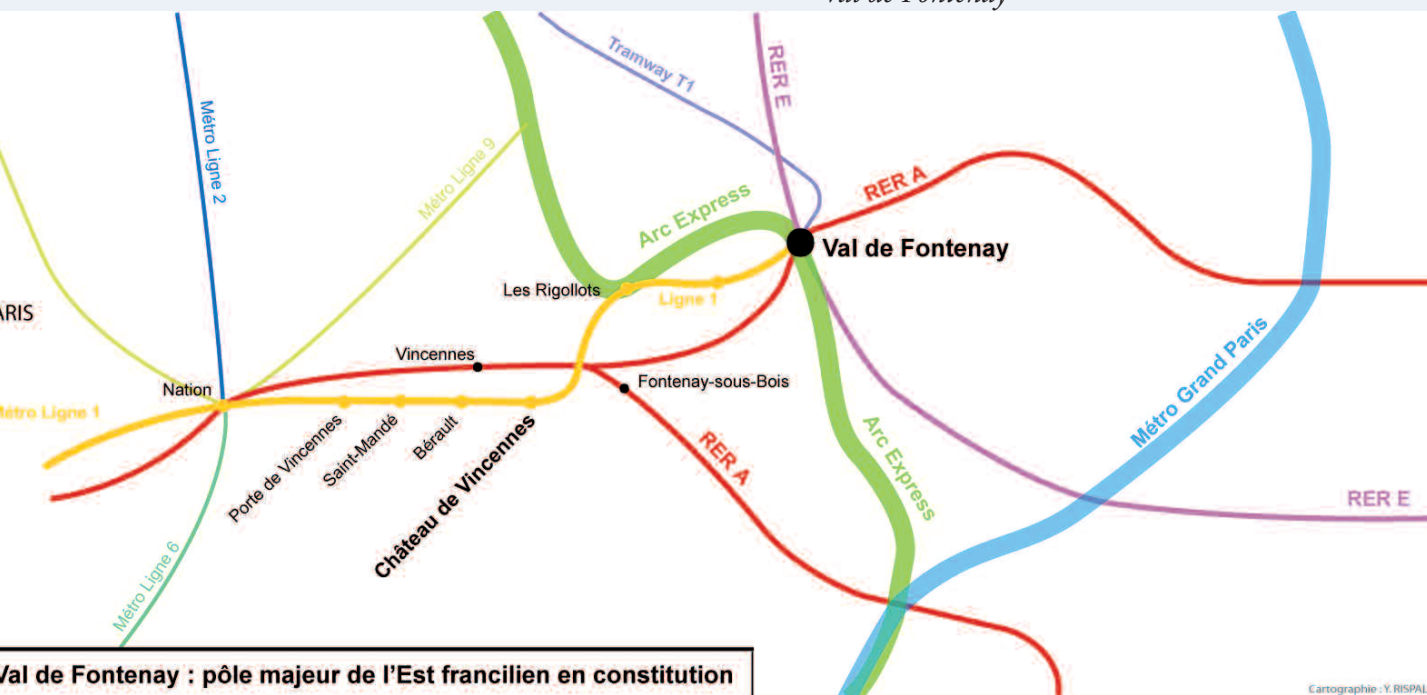 Val de Fontenay
Tramway T1
RER E
Métro Ligne 2
Métro Ligne 9
RER A
Arc Express
Val de Fontenay
Les Rigollots
Ligne 1
ARIS
Vincennes
Métro Grand Paris
Nation
Fontenay-sous-Bois
Métro Ligne 1
Porte de Vincennes
Saint-Mandé
Bérault
Château de Vincennes
RER A
Arc Express
RER E
Métro Ligne 6
Val de Fontenay : pôle majeur de l'Est francilien en constitution
Cartographie : Y. RISPAL